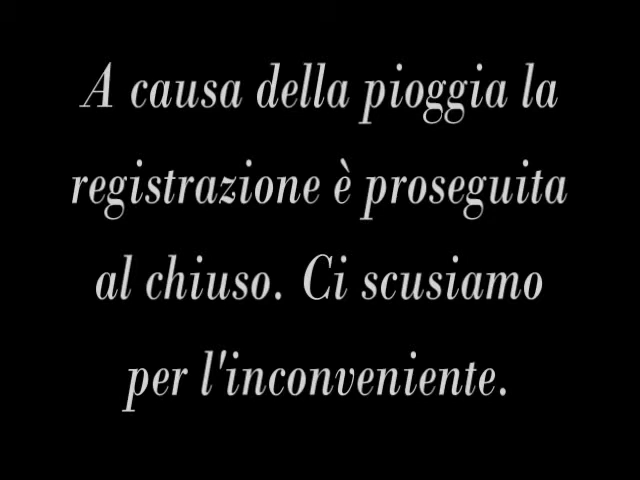 A causa della pioggia la
registrazione è proseguita
al chiuso. Ci scusiamo
per l'inconveniente.